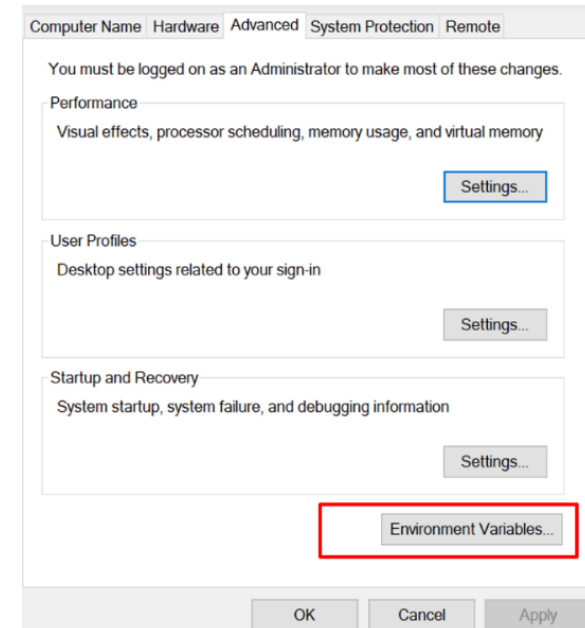 Computer Name Hardware Advanced System Protection Remote
You must be logged on as an Administrator to make most of these changes.
Performance
Visual effects, processor scheduling, memory usage, and virtual memory
Settings...
User Profiles
Desktop settings related to your sign-in
Settings...
Startup and Recovery
System startup, system failure, and debugging information
Settings...
Environment Variables...
OK Cancel Apply